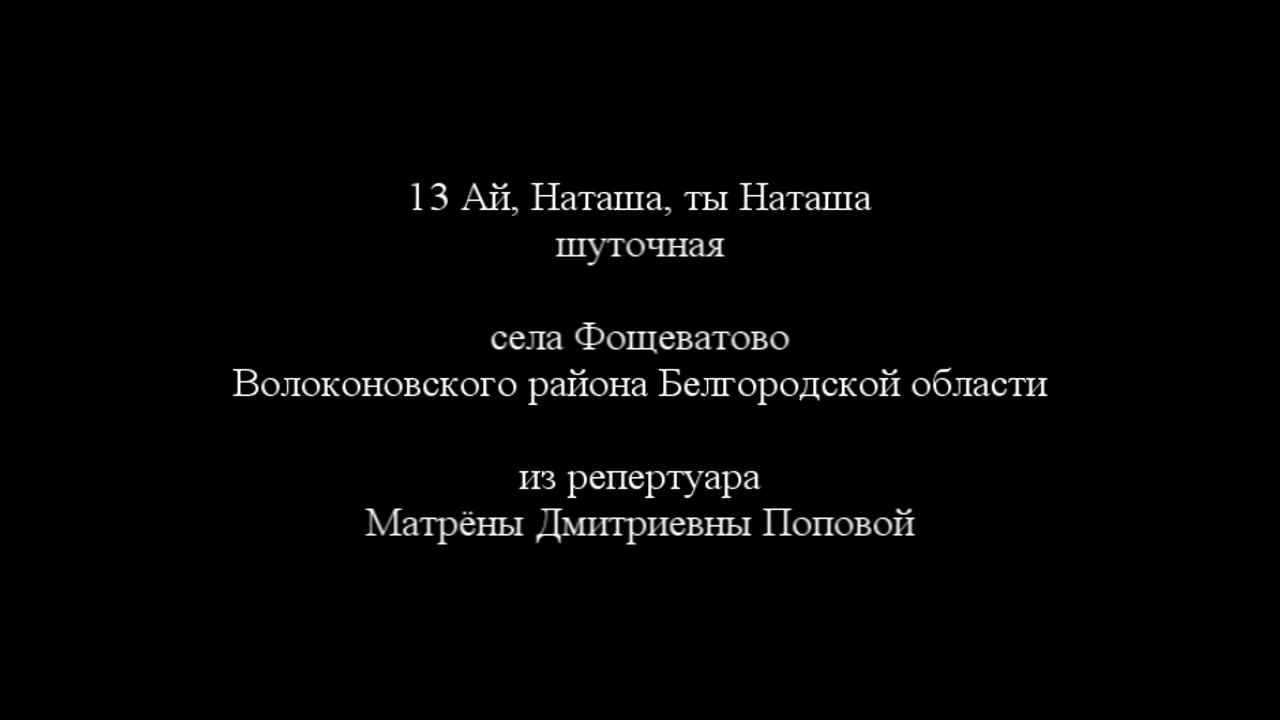 13 Ай, Наташа, ты Наташа
шуточная
села Фощеватово
Волоконовского района Белгородской области
из репертуара
Матрёны Дмитриевны Поповой